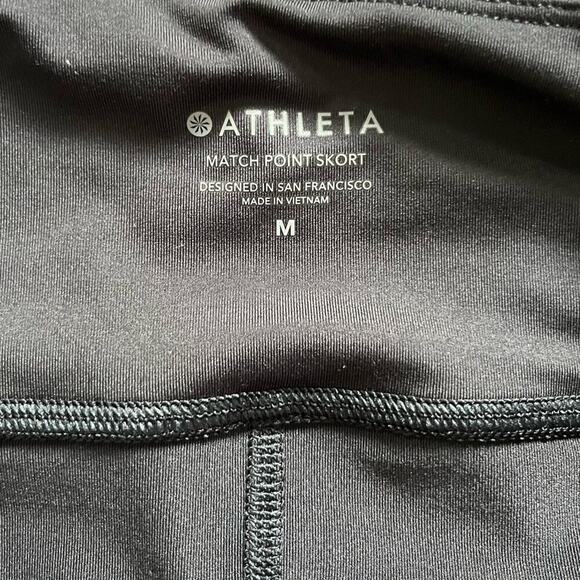 ATHLETA
MATCH POINT SKORT
DESIGNED IN SAN FRANCISCO
MADE IN VIETNAM
M